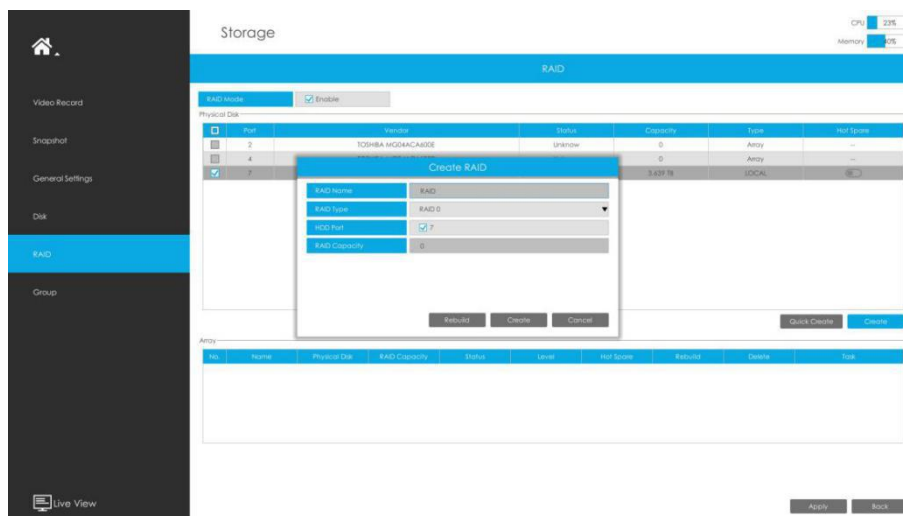 Storage
CPU 23%
Memory 40%
RAID
Video Record
Snapshot
General Settings
Disk
RAID
Group
Live View
RAID Mode Enable
Physical Disk
Port Vendor Status Capacity Type Hot Spare
2 TOSHIBA MG04ACA400E Unknow 0 Array --
4 0 Array --
7 3.639 TB LOCAL
Create RAID
RAID Name RAID
RAID Type RAID 0
HDD Port 7
RAID Capacity 0
Rebuild Create Cancel
Quick Create Create
Array
No. Name Physical Disk RAID Capacity Status Level Hot Spare Rebuild Delete Task
Apply Back